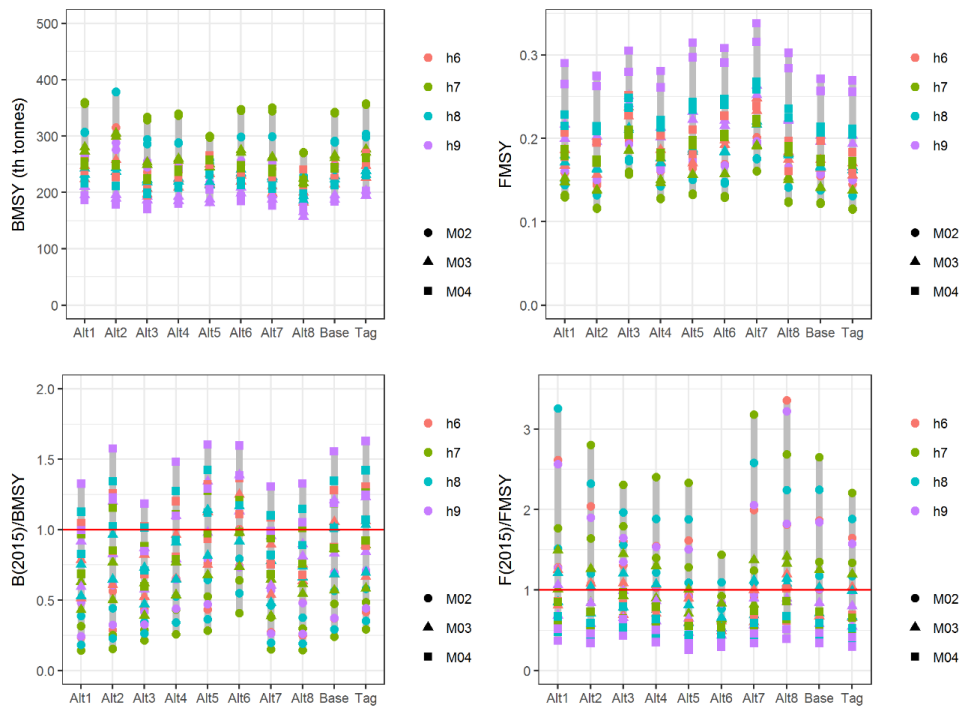 BMSY (th tonnes)
500
400
300
200
100
0
Alt1 Alt2 Alt3 Alt4 Alt5 Alt6 Alt7 Alt8 Base Tag
h6
h7
h8
h9
M02
M03
M04
FMSY
0.3
0.2
0.1
0.0
Alt1 Alt2 Alt3 Alt4 Alt5 Alt6 Alt7 Alt8 Base Tag
h6
h7
h8
h9
M02
M03
M04
B(2015)/BMSY
2.0
1.5
1.0
0.5
0.0
Alt1 Alt2 Alt3 Alt4 Alt5 Alt6 Alt7 Alt8 Base Tag
h6
h7
h8
h9
M02
M03
M04
F(2015)/FMSY
3
2
1
0
Alt1 Alt2 Alt3 Alt4 Alt5 Alt6 Alt7 Alt8 Base Tag
h6
h7
h8
h9
M02
M03
M04